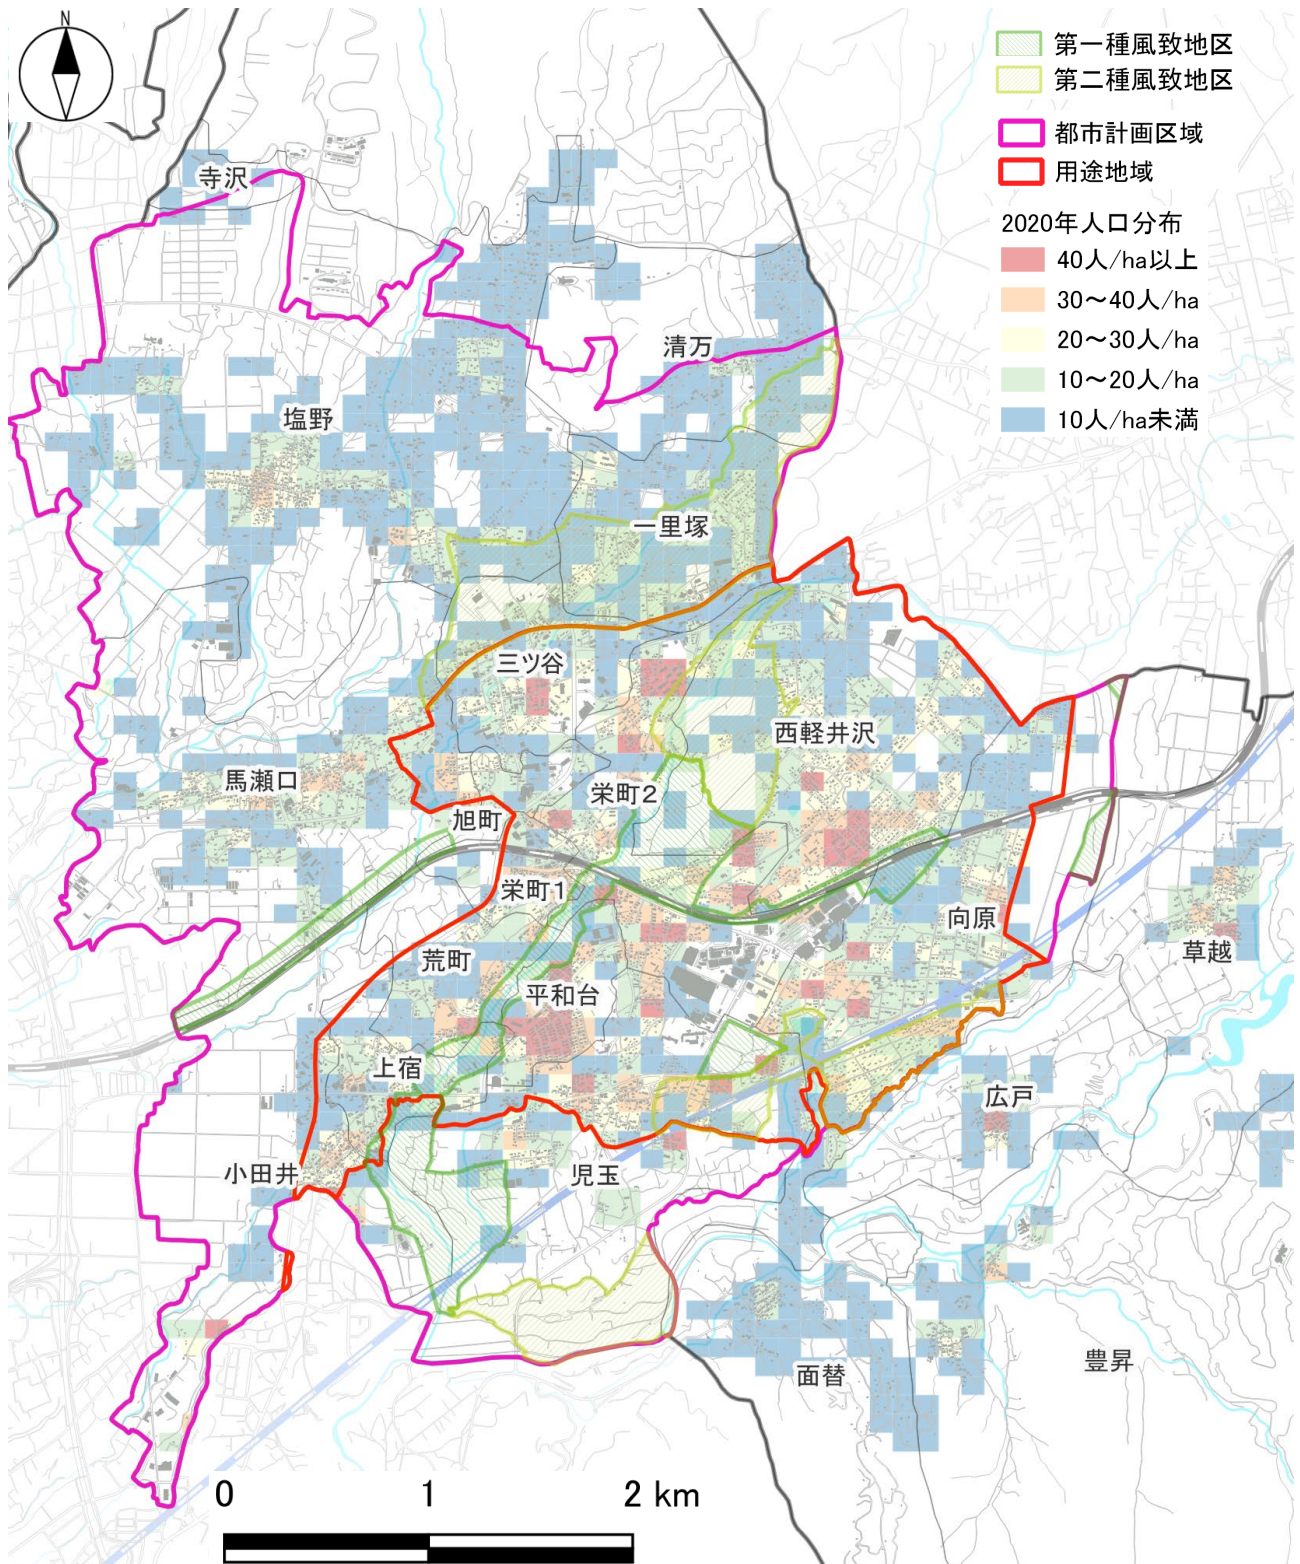 N
第一種風致地区
第二種風致地区
都市計画区域
用途地域
2020年人口分布
40人/ha以上
30～40人/ha
20～30人/ha
10～20人/ha
10人/ha未満
寺沢
清万
塩野
一里塚
三ツ谷
西軽井沢
馬瀬口
栄町２
旭町
栄町１
向原
荒町
草越
平和台
上宿
広戸
小田井
児玉
面替
豊昇
0 1 2 km